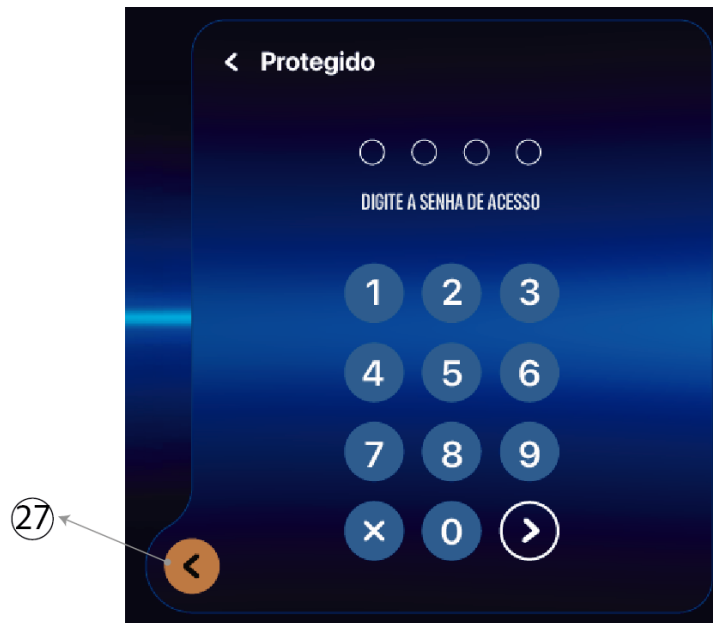 < Protegido
DIGITE A SENHA DE ACESSO
1 2 3
4 5 6
7 8 9
× 0 >
27 <